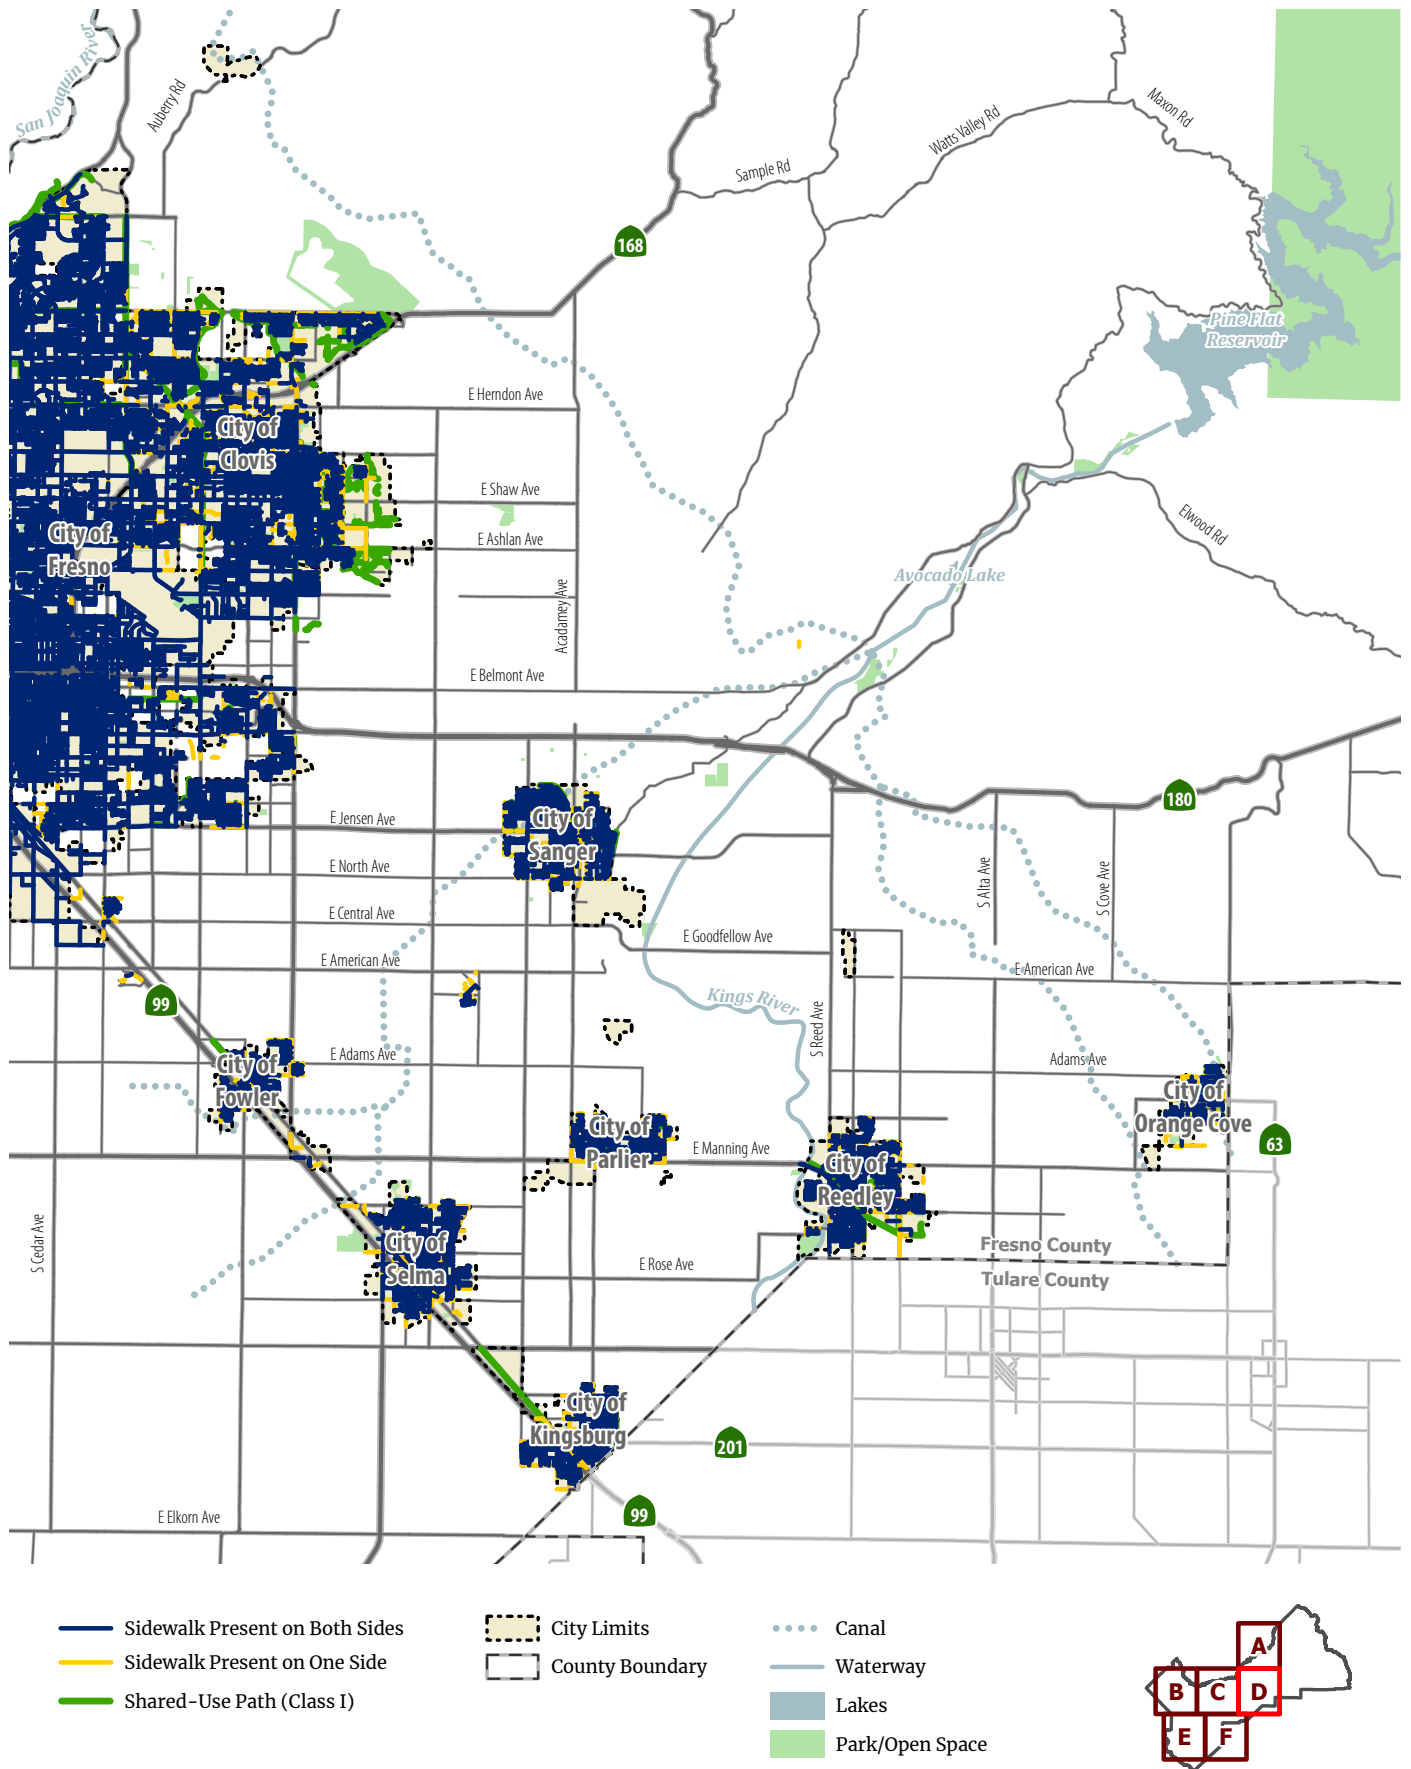 San Joaquin River
Auberry Rd
Maxon Rd
Watts Valley Rd
Sample Rd
168
Pine Flat
Reservoir
E Herndon Ave
City of
Clovis
E Shaw Ave
Elwood Rd
City of
Fresno
E Ashlan Ave
Avocado Lake
Acadamey Ave
E Belmont Ave
180
City of
Sanger
E Jensen Ave
E North Ave
S Alta Ave
S Cove Ave
E Central Ave
E Goodfellow Ave
E American Ave
E American Ave
99
Kings River
S Reed Ave
E Adams Ave
Adams Ave
City of
Fowler
City of
Orange Cove
63
City of
Parlier
E Manning Ave
City of
Reedley
S Cedar Ave
City of
Selma
Fresno County
E Rose Ave
Tulare County
City of
Kingsburg
201
99
E Elkorn Ave
Sidewalk Present on Both Sides
Sidewalk Present on One Side
Shared-Use Path (Class I)
City Limits
County Boundary
Canal
Waterway
Lakes
Park/Open Space
A
B
C
D
E
F